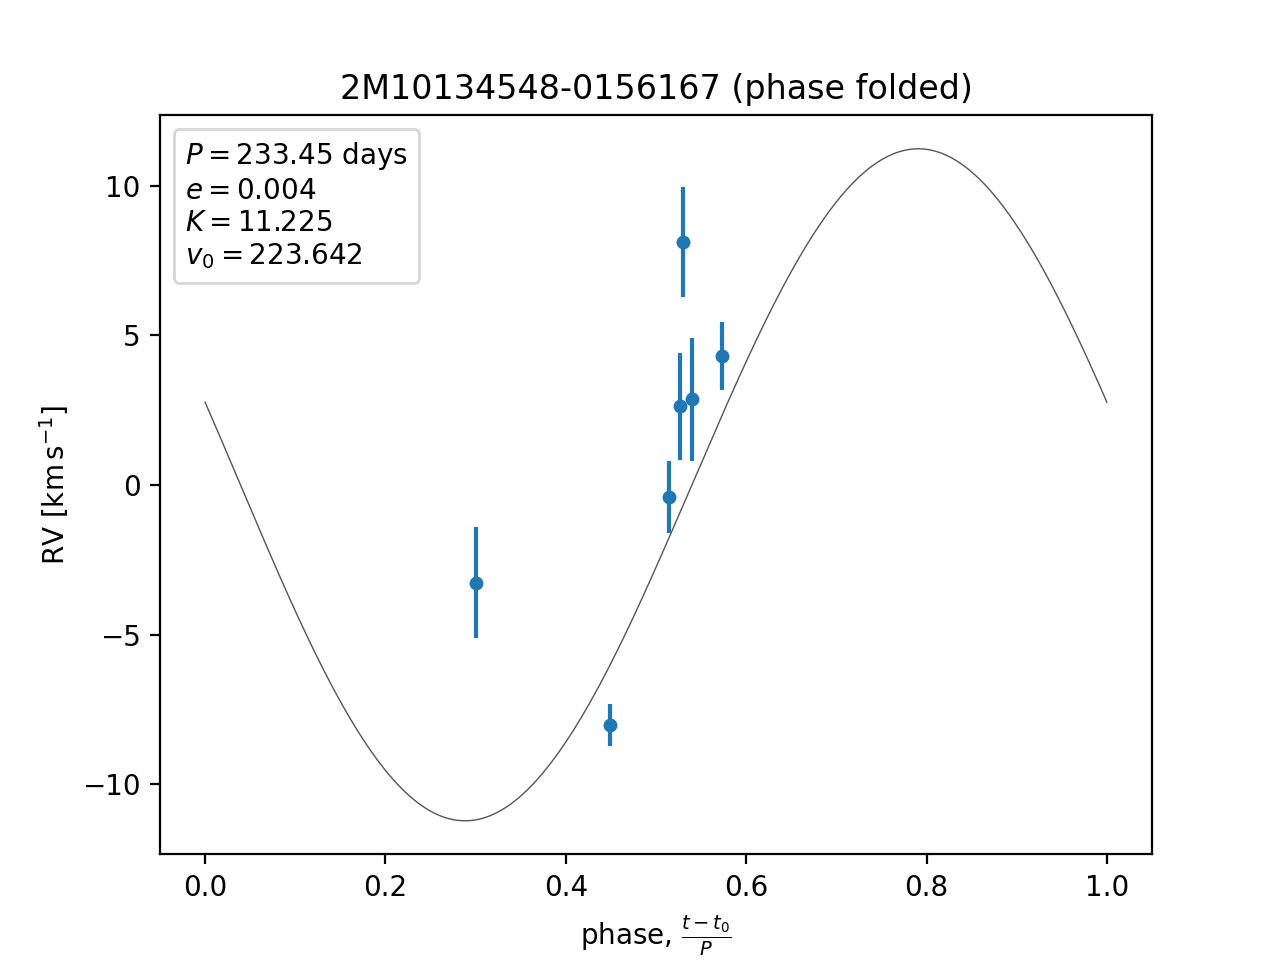 2M10134548-0156167 (phase folded)
P = 233.45 days
e = 0.004
K = 11.225
v₀ = 223.642
10
5
0
−5
−10
RV [km s⁻¹]
0.0 0.2 0.4 0.6 0.8 1.0
phase, (t − t₀)/P